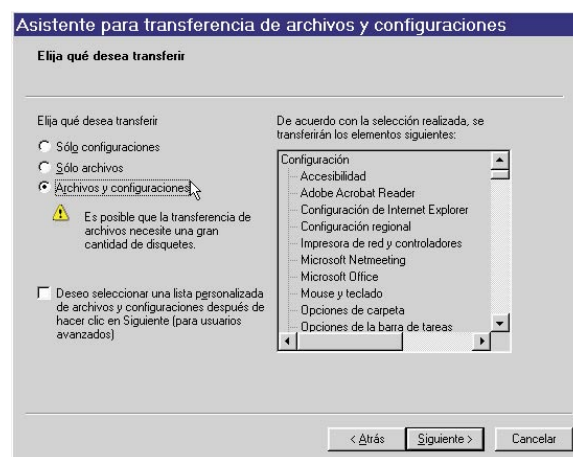 Asistente para transferencia de archivos y configuraciones
Elija qué desea transferir
Elija qué desea transferir
Sólo configuraciones
Sólo archivos
Archivos y configuraciones
Es posible que la transferencia de
archivos necesite una gran
cantidad de disquetes.
Deseo seleccionar una lista personalizada
de archivos y configuraciones después de
hacer clic en Siguiente (para usuarios
avanzados)
De acuerdo con la selección realizada, se
transferirán los elementos siguientes:
Configuración
Accesibilidad
Adobe Acrobat Reader
Configuración de Internet Explorer
Configuración regional
Impresora de red y controladores
Microsoft Netmeeting
Microsoft Office
Mouse y teclado
Opciones de carpeta
Opciones de la barra de tareas
< Atrás
Siguiente >
Cancelar